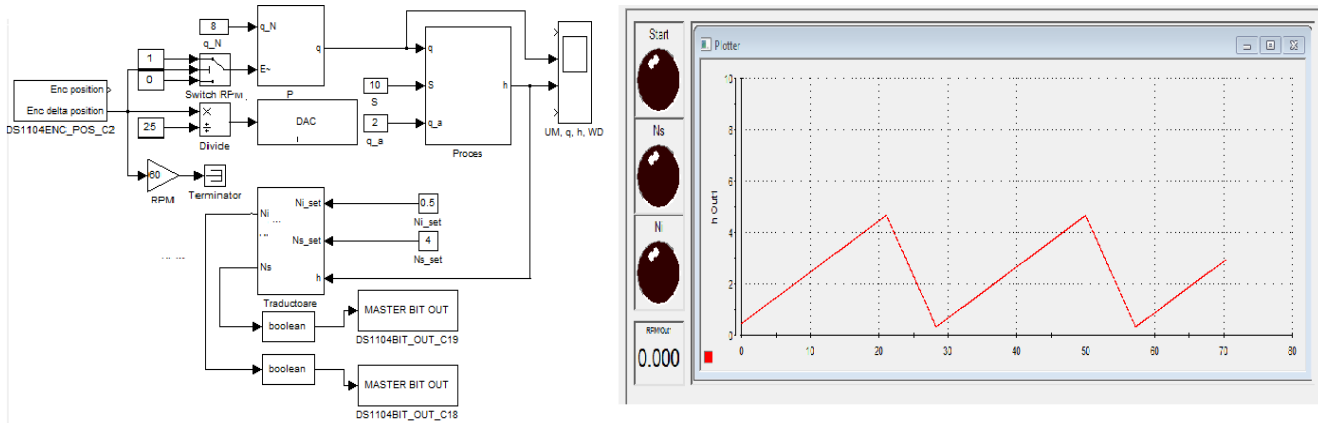 8
q_N
q_N
P
q
E~
1
0
Switch RPM
Enc position
Enc delta position
DS1104ENC_POS_C2
25
Divide
DAC
10
S
2
q_a
q
S
q_a
h
Proces
UM, q, h, WD
60
RPM
Terminator
Ni
Ns
Ni_set
Ns_set
h
Traductoare
0.5
Ni_set
4
Ns_set
boolean
MASTER BIT OUT
DS1104BIT_OUT_C19
boolean
MASTER BIT OUT
DS1104BIT_OUT_C18
Start
Ns
Ni
RPM/Out
0.000
Plotter
h Out1
10
8
6
4
2
0
0
10
20
30
40
50
60
70
80